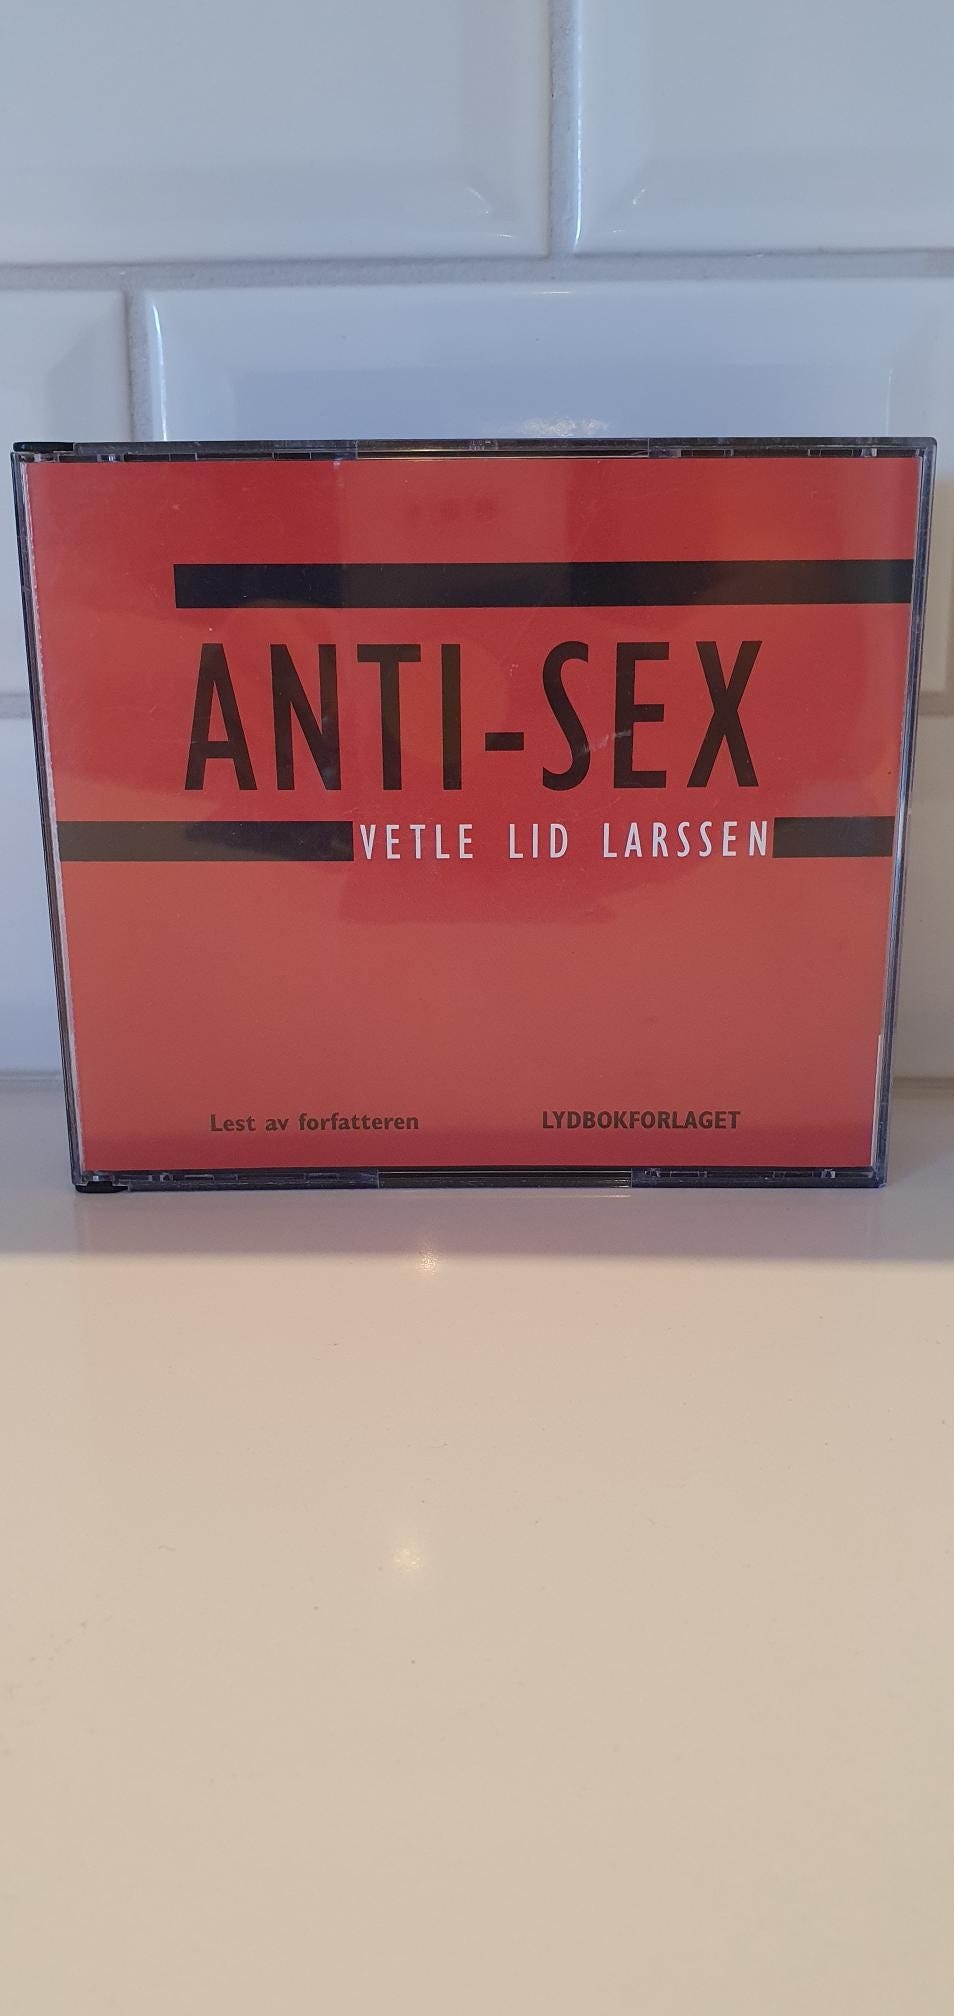 ANTI-SEX
VETLE LID LARSSEN
Lest av forfatteren
LYDBOKFORLAGET